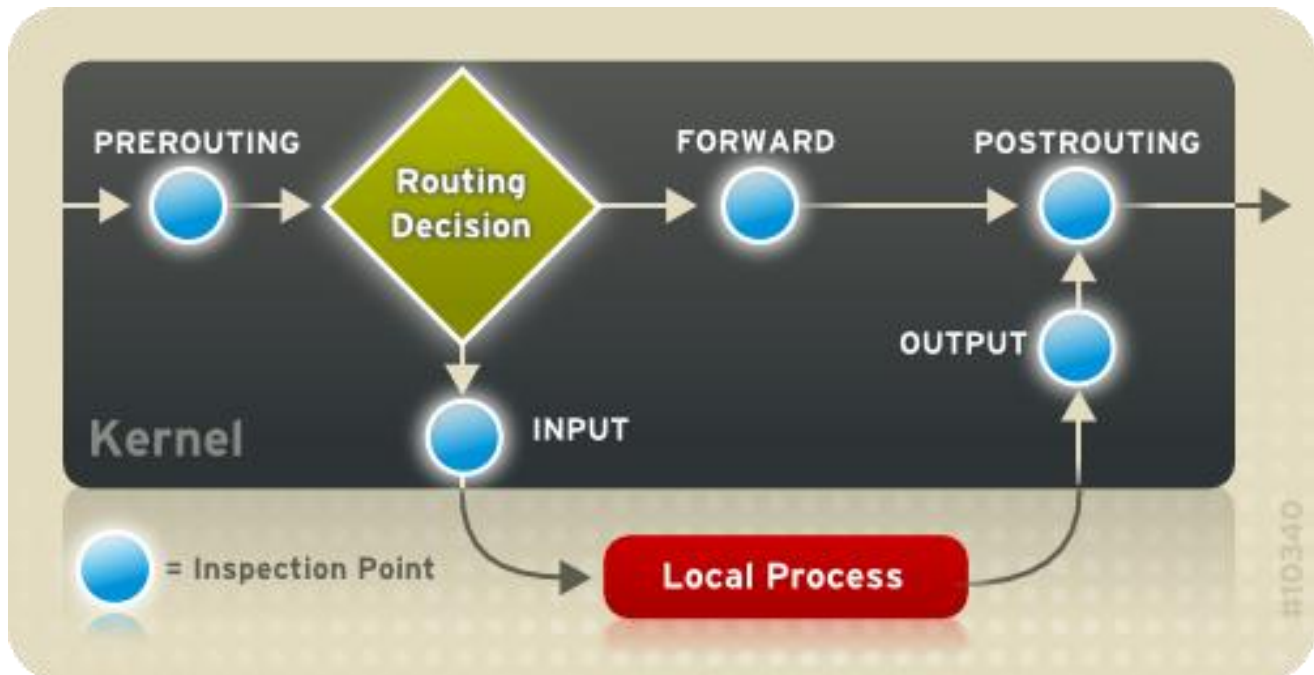 PREROUTING
FORWARD
POSTROUTING
Routing
Decision
OUTPUT
INPUT
Kernel
= Inspection Point
Local Process
#10340